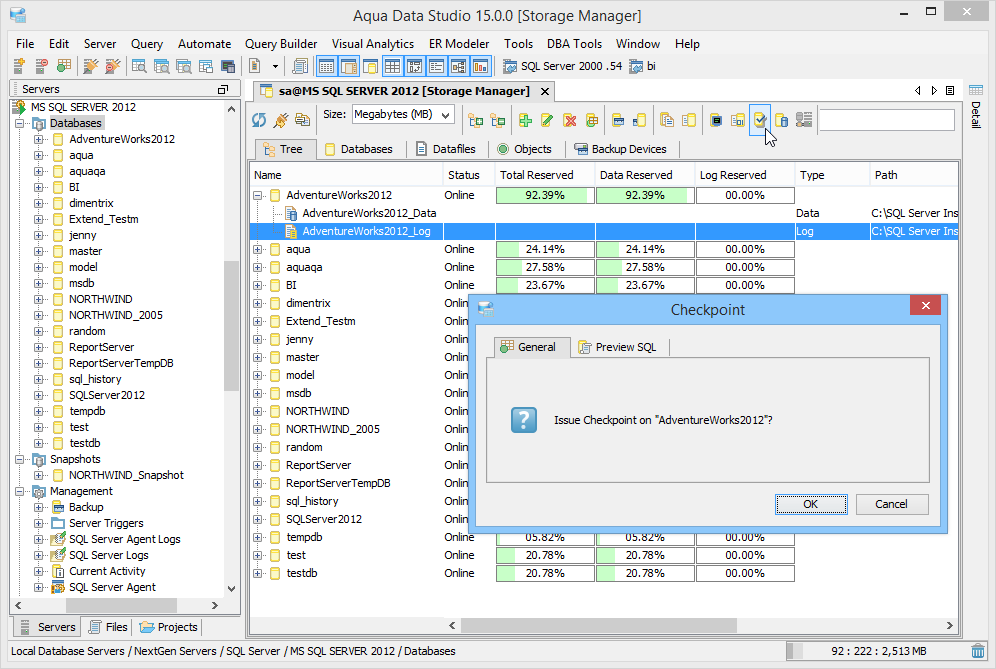 Aqua Data Studio 15.0.0 [Storage Manager]
File Edit Server Query Automate Query Builder Visual Analytics ER Modeler Tools DBA Tools Window Help
SQL Server 2000 .54 bi
Servers
MS SQL SERVER 2012
Databases
AdventureWorks2012
aqua
aquaqa
BI
dimentrix
Extend_Testm
jenny
master
model
msdb
NORTHWIND
NORTHWIND_2005
random
ReportServer
ReportServerTempDB
sql_history
SQLServer2012
tempdb
test
testdb
Snapshots
NORTHWIND_Snapshot
Management
Backup
Server Triggers
SQL Server Agent Logs
SQL Server Logs
Current Activity
SQL Server Agent
Servers Files Projects
sa@MS SQL SERVER 2012 [Storage Manager]
Size: Megabytes (MB)
Tree Databases Datafiles Objects Backup Devices
Name Status Total Reserved Data Reserved Log Reserved Type Path
AdventureWorks2012 Online 92.39% 92.39% 00.00%
AdventureWorks2012_Data Data C:\SQL Server Ins
AdventureWorks2012_Log Log C:\SQL Server Ins
aqua Online 24.14% 24.14% 00.00%
aquaqa Online 27.58% 27.58% 00.00%
BI Online 23.67% 23.67% 00.00%
dimentrix Onlin
Extend_Testm Onlin
jenny Onlin
master Onlin
model Onlin
msdb Onlin
NORTHWIND Onlin
NORTHWIND_2005 Onlin
random Onlin
ReportServer Onlin
ReportServerTempDB Onlin
sql_history Onlin
SQLServer2012 Onlin
tempdb Online 05.82% 05.82% 00.00%
test Online 20.78% 20.78% 00.00%
testdb Online 20.78% 20.78% 00.00%
Checkpoint
General Preview SQL
Issue Checkpoint on "AdventureWorks2012"?
OK Cancel
Detail
Local Database Servers / NextGen Servers / SQL Server / MS SQL SERVER 2012 / Databases
92 : 222 : 2,513 MB